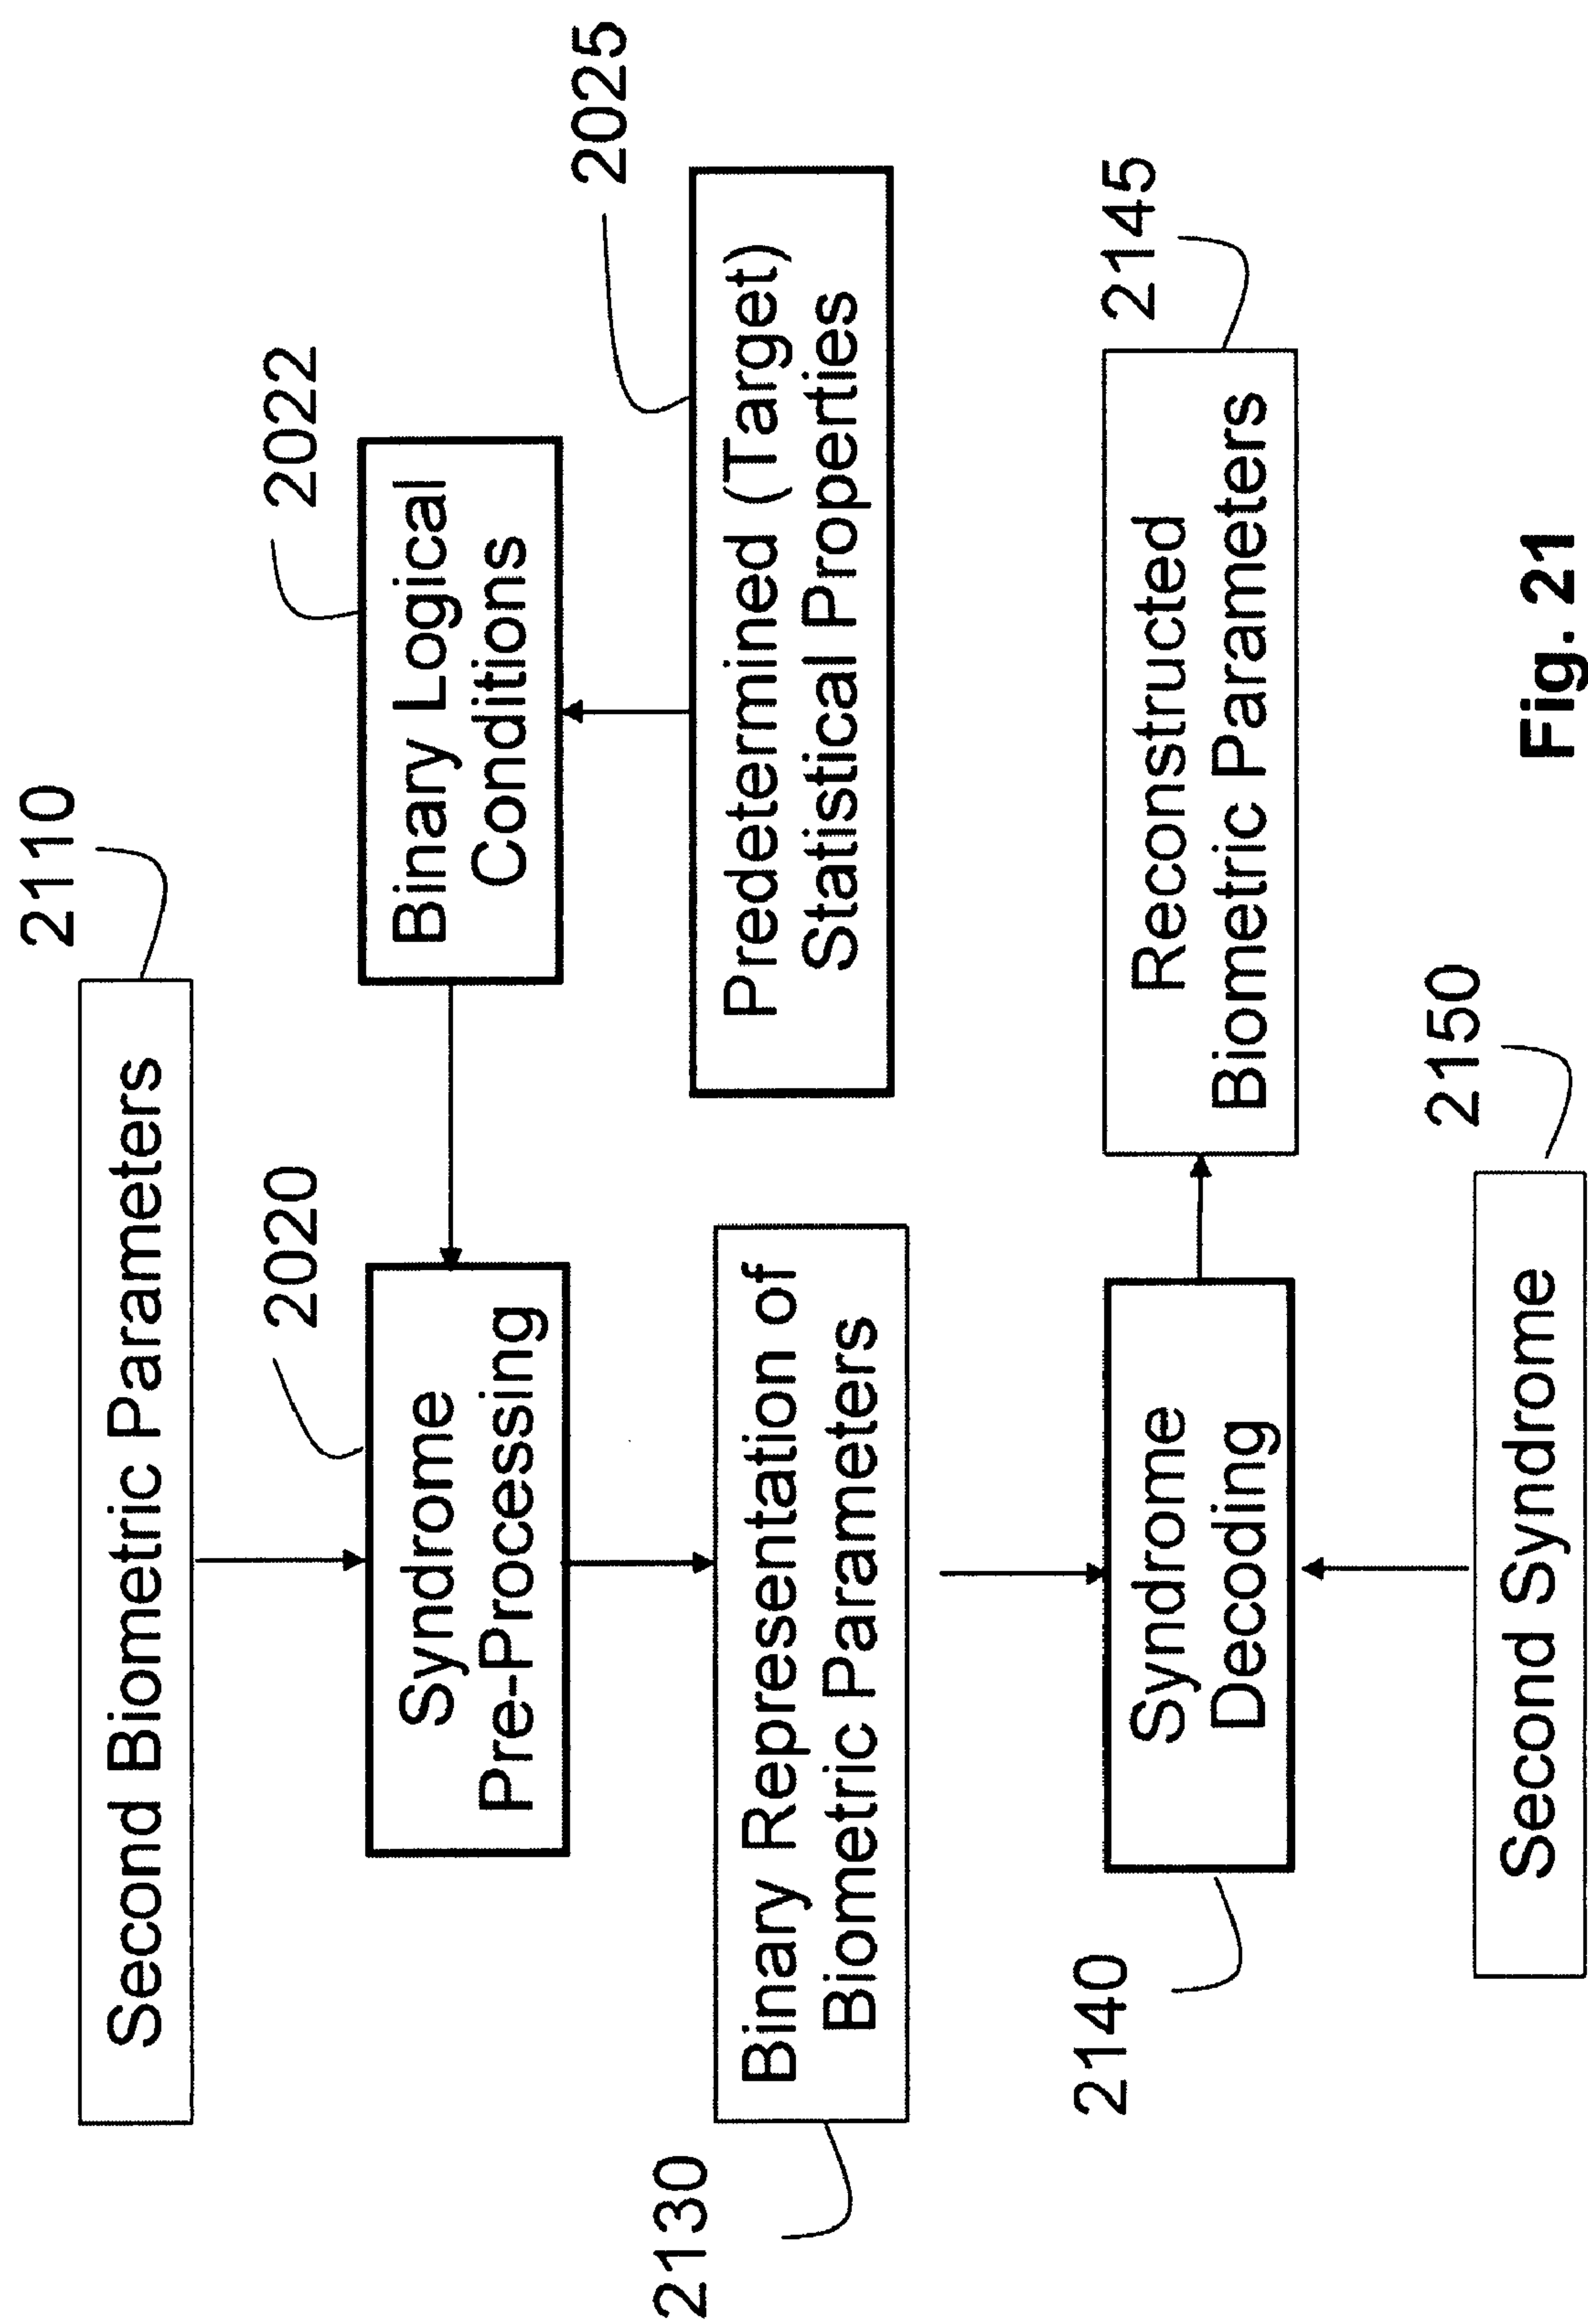 2110
Second Biometric Parameters
2020
2022
Syndrome
Pre-Processing
Binary Logical
Conditions
2025
2130
Binary Representation of
Biometric Parameters
Predetermined (Target)
Statistical Properties
2140
Syndrome
Decoding
2145
Reconstructed
Biometric Parameters
2150
Second Syndrome
Fig. 21